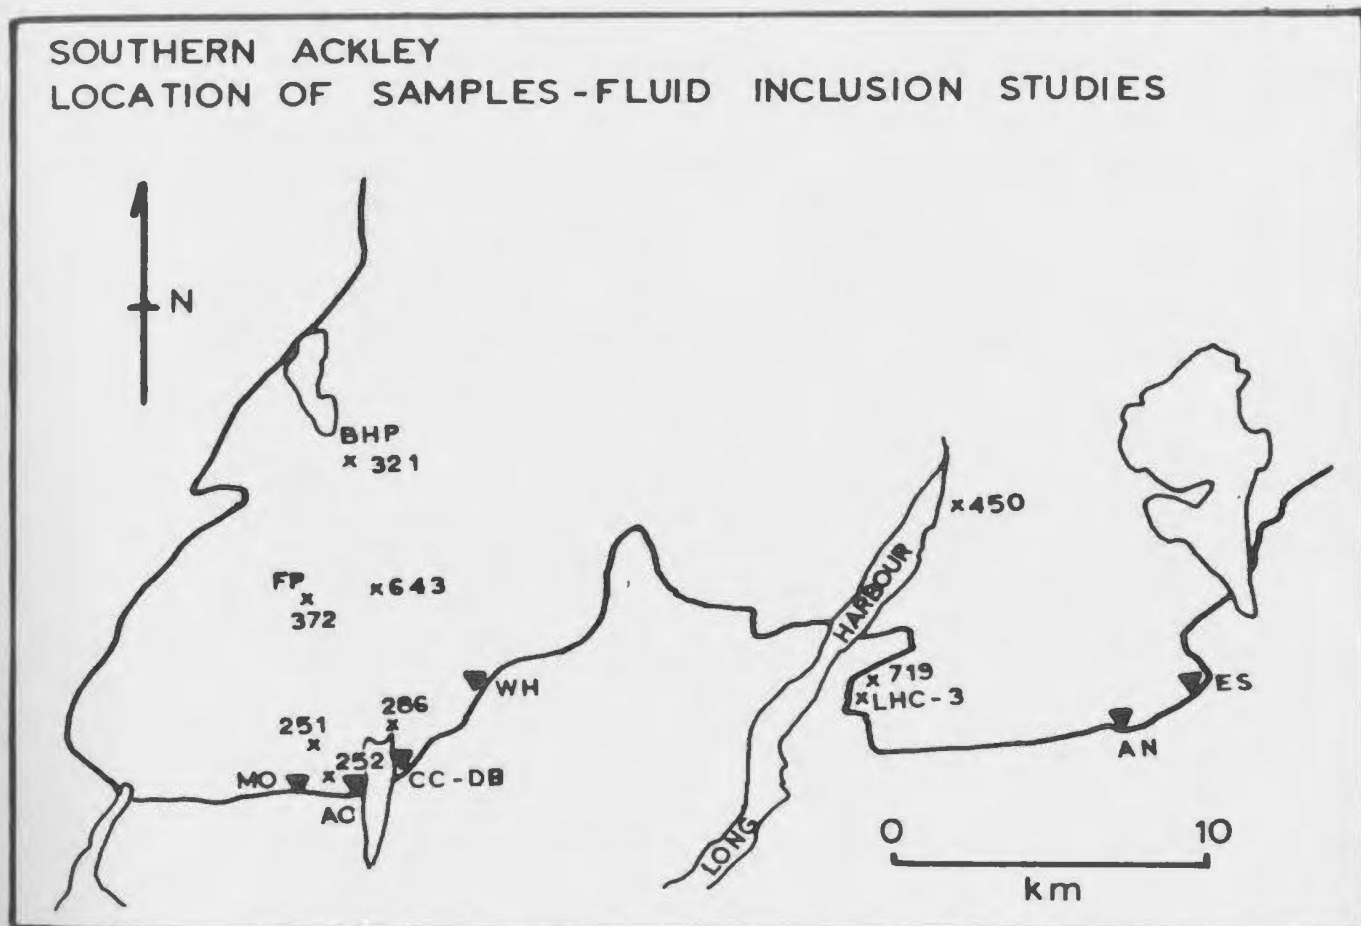 SOUTHERN ACKLEY
LOCATION OF SAMPLES-FLUID INCLUSION STUDIES
N
BHP
321
450
FP
643
372
HARBOUR
719
LHC-3
WH
ES
286
251
252
MO
CC-DB
AC
AN
LONG
0 10
km